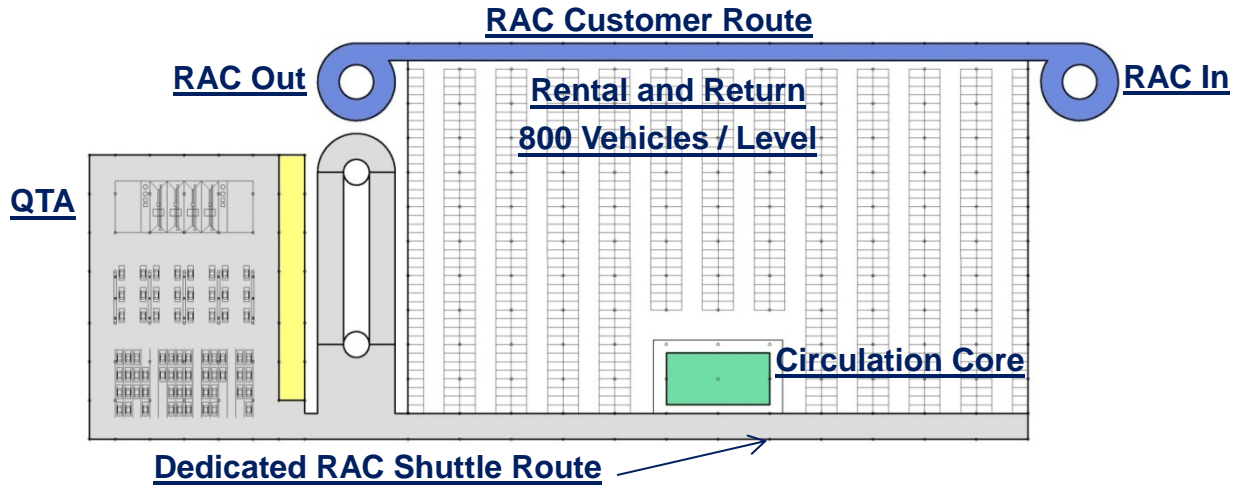 RAC Customer Route
RAC Out
RAC In
Rental and Return
800 Vehicles / Level
QTA
Circulation Core
Dedicated RAC Shuttle Route